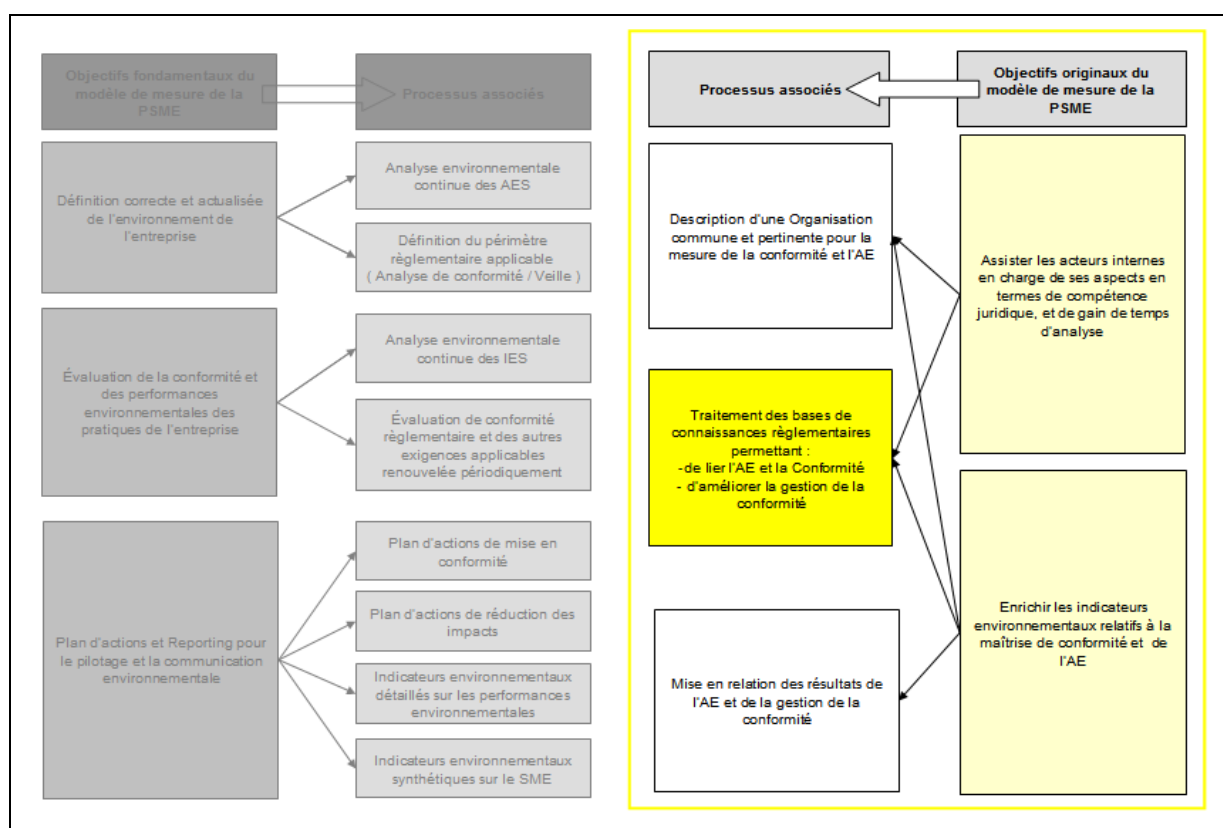 Objectifs fondamentaux du
modèle de mesure de la
PSME
Processus associés
Définition correcte et actualisée
de l'environnement de
l'entreprise
Analyse environnementale
continue des AES
Définition du périmètre
règlementaire applicable
( Analyse de conformité / Veille )
Évaluation de la conformité et
des performances
environnementales des
pratiques de l'entreprise
Analyse environnementale
continue des IES
Évaluation de conformité
règlementaire et des autres
exigences applicables
renouvelée périodiquement
Plan d'actions et Reporting pour
le pilotage et la communication
environnementale
Plan d'actions de mise en
conformité
Plan d'actions de réduction des
impacts
Indicateurs environnementaux
détaillés sur les performances
environnementales
Indicateurs environnementaux
synthétiques sur le SME
Processus associés
Objectifs originaux du
modèle de mesure de la
PSME
Description d'une Organisation
commune et pertinente pour la
mesure de la conformité et l'AE
Traitement des bases de
connaissances règlementaires
permettant :
-de lier l'AE et la Conformité
- d'améliorer la gestion de la
conformité
Mise en relation des résultats de
l'AE et de la gestion de la
conformité
Assister les acteurs internes
en charge de ses aspects en
termes de compétence
juridique, et de gain de temps
d'analyse
Enrichir les indicateurs
environnementaux relatifs à la
maîtrise de conformité et de
l'AE